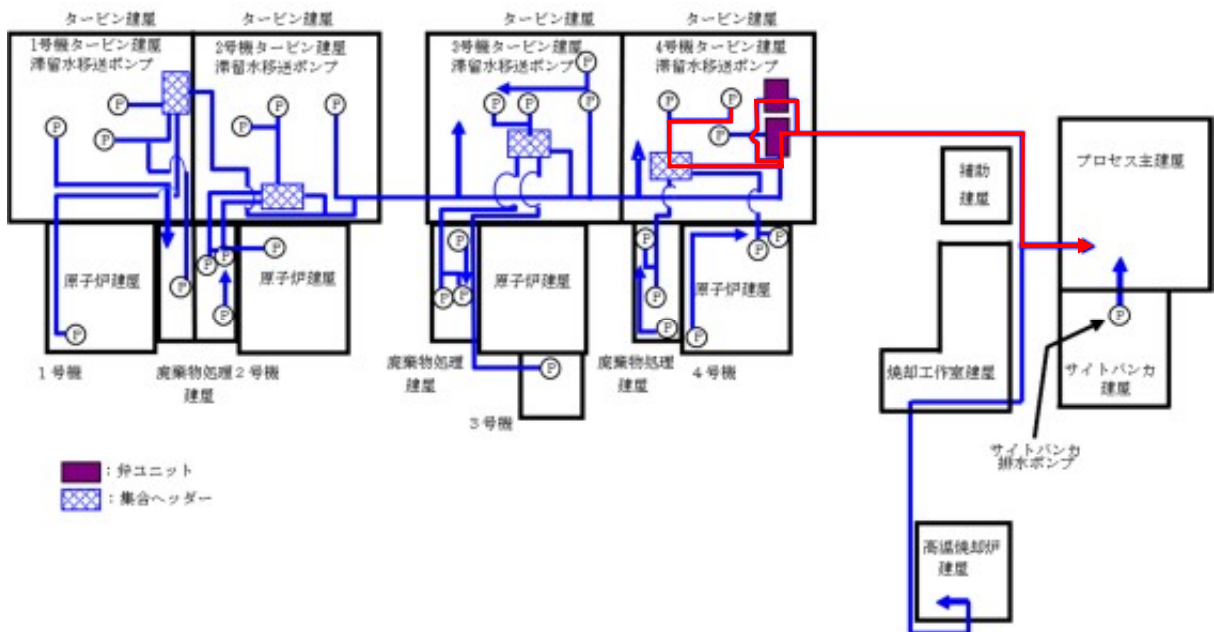 タービン建屋
タービン建屋
タービン建屋
タービン建屋
1号機タービン建屋
滞留水移送ポンプ
2号機タービン建屋
滞留水移送ポンプ
3号機タービン建屋
滞留水移送ポンプ
4号機タービン建屋
滞留水移送ポンプ
P
P
P
P
P
P
P
P
P
P
P
P
P
P
補助
建屋
プロセス主建屋
原子炉建屋
P
P
P
P
P
P
原子炉建屋
P
P
P
原子炉建屋
P
P
P
P
P
P
原子炉建屋
P
P
サイトバンカ
建屋
1号機
廃棄物処理
建屋
2号機
廃棄物処理
建屋
3号機
廃棄物処理
建屋
4号機
焼却工作室建屋
サイトバンカ
排水ポンプ
:弁ユニット
:集合ヘッダー
高温焼却炉
建屋